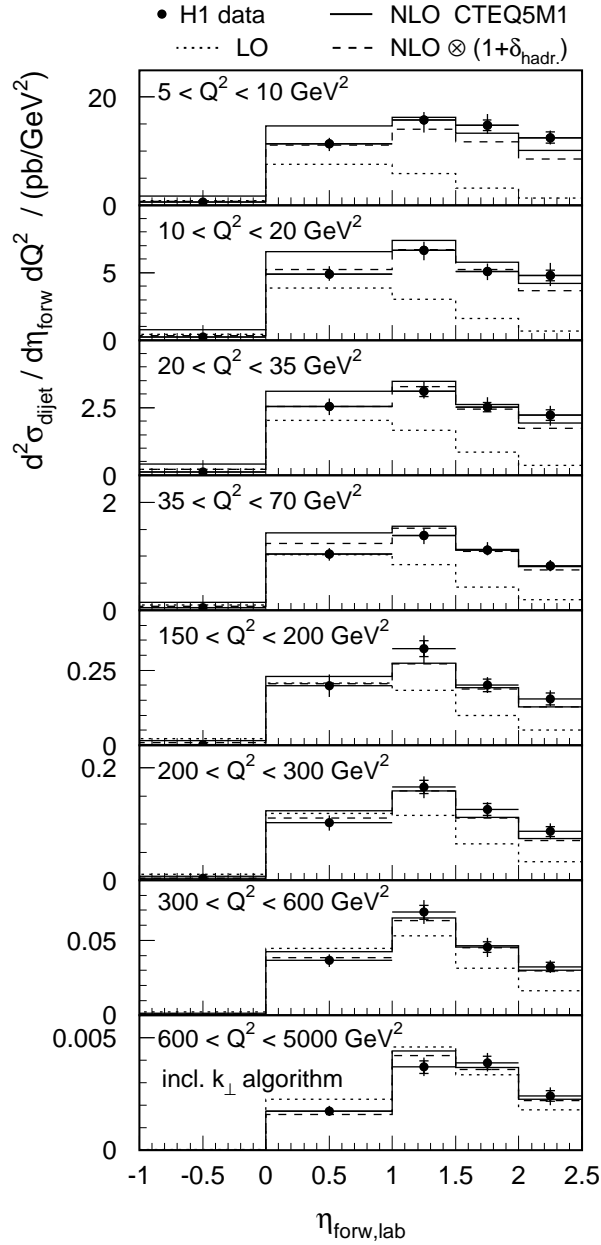 H1 data NLO CTEQ5M1
LO NLO ⊗ (1+δhadr.)
d²σdijet / dηforw dQ² / (pb/GeV²)
5 < Q² < 10 GeV²
20
0
10 < Q² < 20 GeV²
5
0
20 < Q² < 35 GeV²
2.5
0
35 < Q² < 70 GeV²
2
0
150 < Q² < 200 GeV²
0.25
0
200 < Q² < 300 GeV²
0.2
0
300 < Q² < 600 GeV²
0.05
0
600 < Q² < 5000 GeV²
0.005
incl. k⊥ algorithm
0
-1 -0.5 0 0.5 1 1.5 2 2.5
ηforw,lab